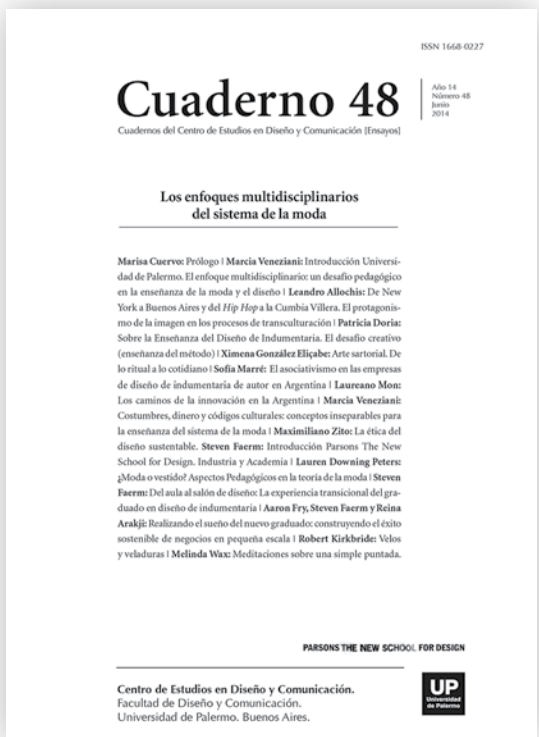 ISSN 1668-0227
Cuaderno 48
Cuadernos del Centro de Estudios en Diseño y Comunicación [Ensayos]
Año 14
Número 48
Junio
2014
Los enfoques multidisciplinarios
del sistema de la moda
Marisa Cuervo: Prólogo | Marcia Veneziani: Introducción Universi-
dad de Palermo. El enfoque multidisciplinario: un desafío pedagógico
en la enseñanza de la moda y el diseño | Leandro Allochis: De New
York a Buenos Aires y del Hip Hop a la Cumbia Villera. El protagonis-
mo de la imagen en los procesos de transculturación | Patricia Doria:
Sobre la Enseñanza del Diseño de Indumentaria. El desafío creativo
(enseñanza del método) | Ximena González Eliçabe: Arte sartorial. De
lo ritual a lo cotidiano | Sofía Marré: El asociativismo en las empresas
de diseño de indumentaria de autor en Argentina | Laureano Mon:
Los caminos de la innovación en la Argentina | Marcia Veneziani:
Costumbres, dinero y códigos culturales: conceptos inseparables para
la enseñanza del sistema de la moda | Maximiliano Zito: La ética del
diseño sustentable. Steven Faerm: Introducción Parsons The New
School for Design. Industria y Academia | Lauren Downing Peters:
¿Moda o vestido? Aspectos Pedagógicos en la teoría de la moda | Steven
Faerm: Del aula al salón de diseño: La experiencia transicional del gra-
duado en diseño de indumentaria | Aaron Fry, Steven Faerm y Reina
Arakji: Realizando el sueño del nuevo graduado: construyendo el éxito
sostenible de negocios en pequeña escala | Robert Kirkbride: Velos
y veladuras | Melinda Wax: Meditaciones sobre una simple puntada.
PARSONS THE NEW SCHOOL FOR DESIGN
Centro de Estudios en Diseño y Comunicación.
Facultad de Diseño y Comunicación.
Universidad de Palermo. Buenos Aires.
UP
Universidad
de Palermo